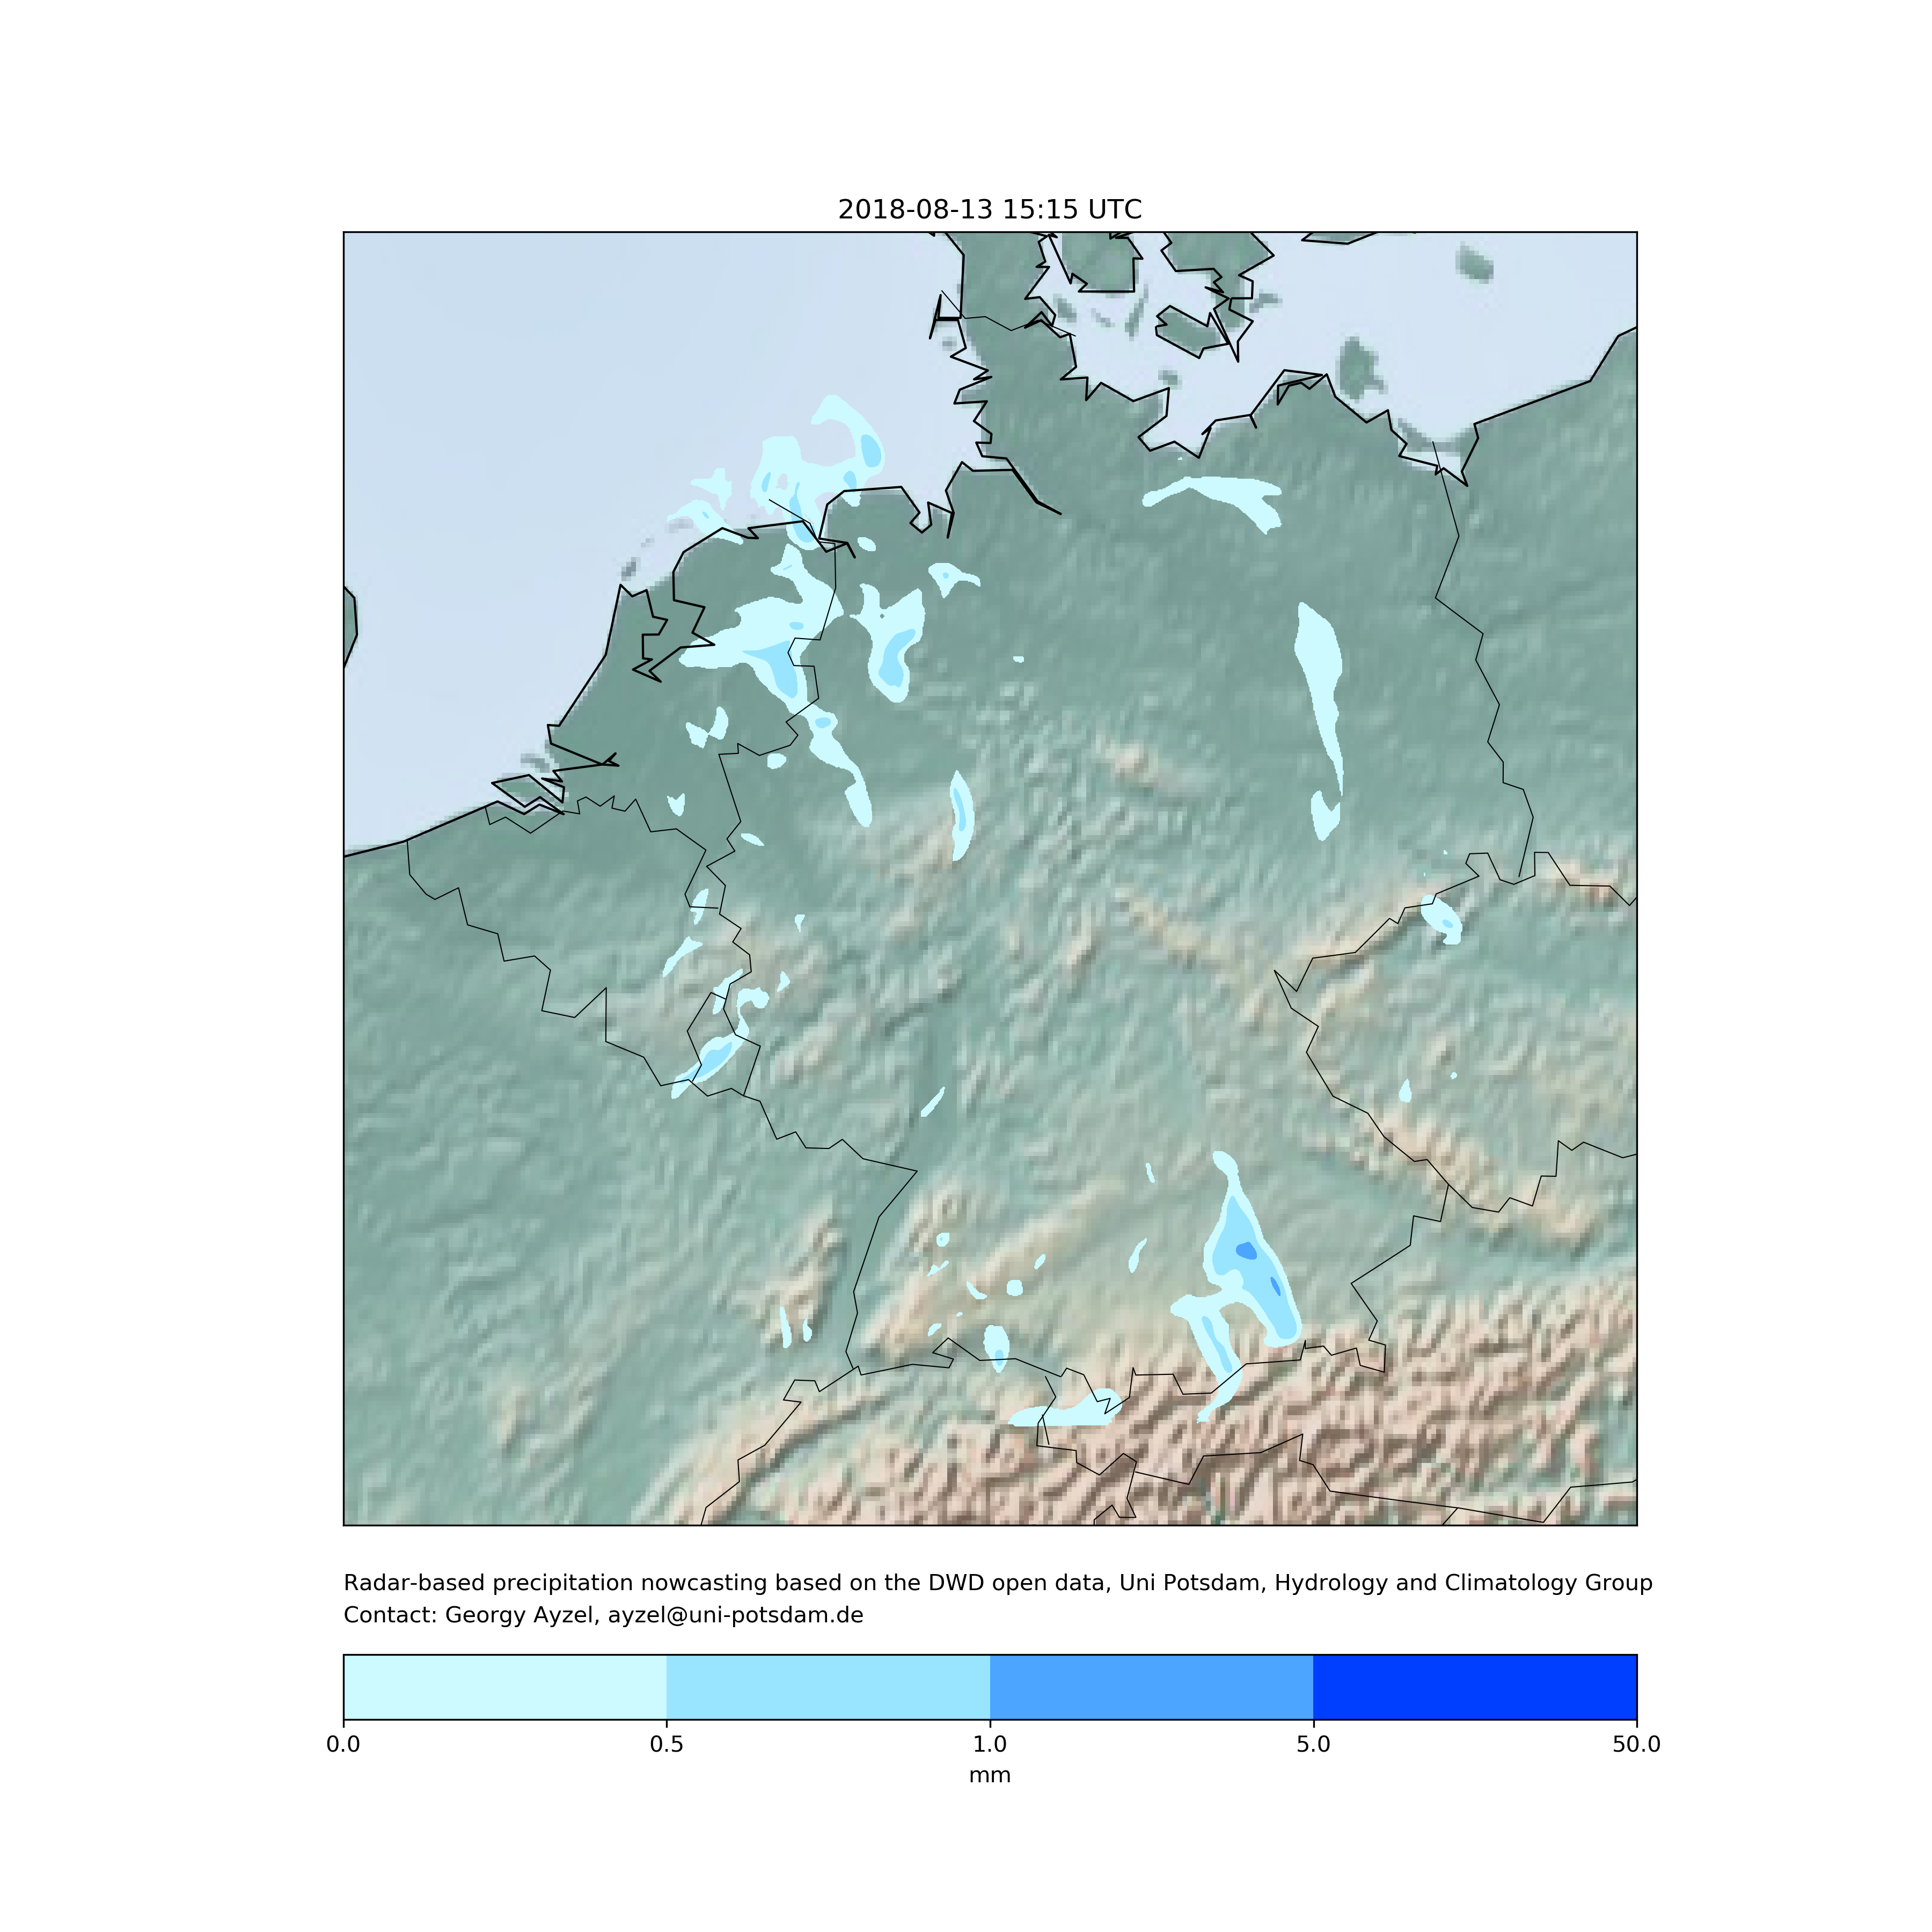 2018-08-13 15:15 UTC
Radar-based precipitation nowcasting based on the DWD open data, Uni Potsdam, Hydrology and Climatology Group
Contact: Georgy Ayzel, ayzel@uni-potsdam.de
0.0 0.5 1.0 5.0 50.0
mm